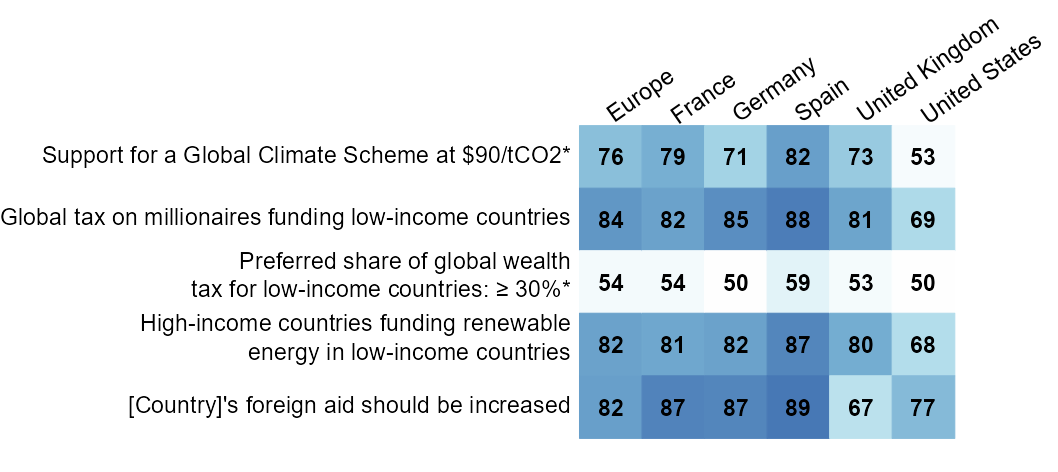 Europe France Germany Spain United Kingdom United States
Support for a Global Climate Scheme at $90/tCO2* 76 79 71 82 73 53
Global tax on millionaires funding low-income countries 84 82 85 88 81 69
Preferred share of global wealth
tax for low-income countries: ≥ 30%* 54 54 50 59 53 50
High-income countries funding renewable
energy in low-income countries 82 81 82 87 80 68
[Country]'s foreign aid should be increased 82 87 87 89 67 77